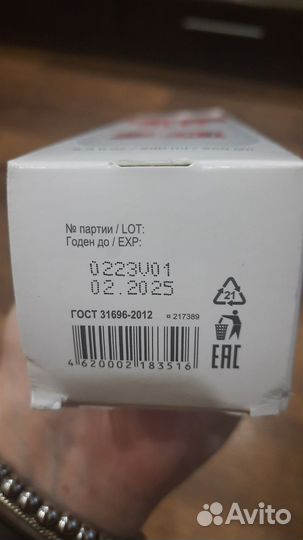 № партии / LOT:
Годен до / EXP:
0223V01
02.2025
21
ГОСТ 31696-2012
¤ 217389
4 620002 183516
EAC
Avito